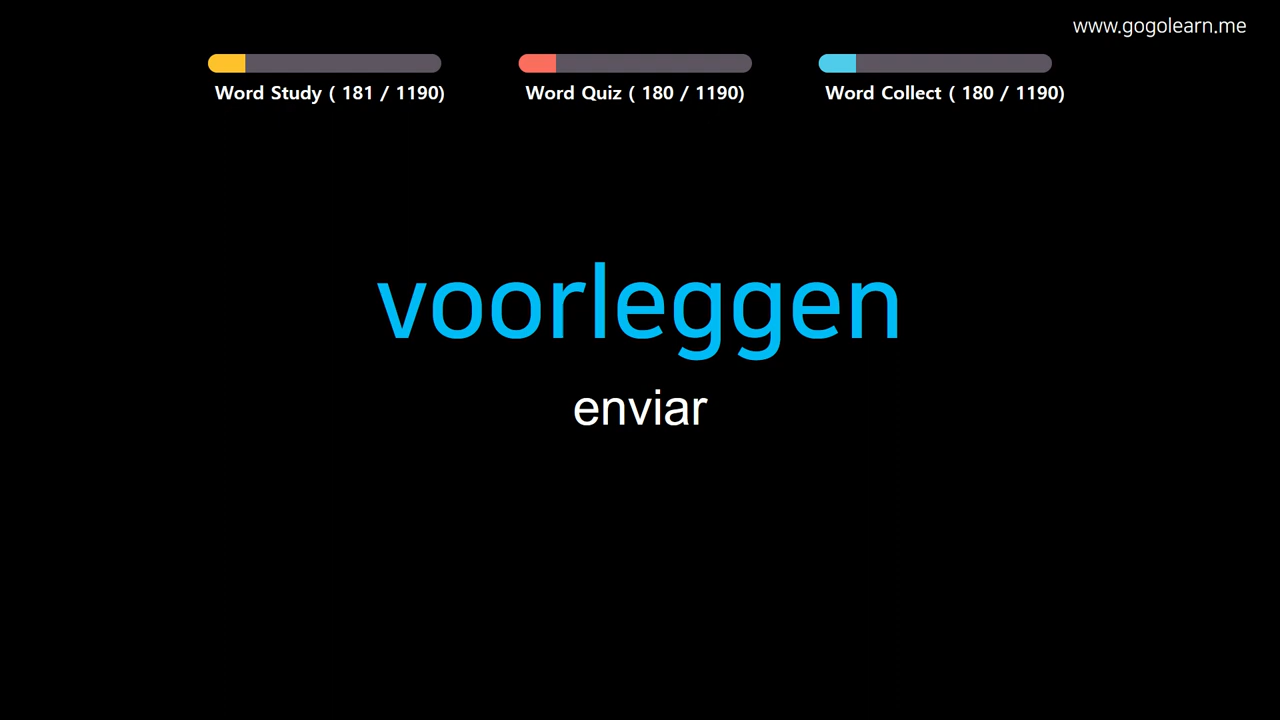 www.gogolearn.me
Word Study ( 181 / 1190)
Word Quiz ( 180 / 1190)
Word Collect ( 180 / 1190)
voorleggen
enviar